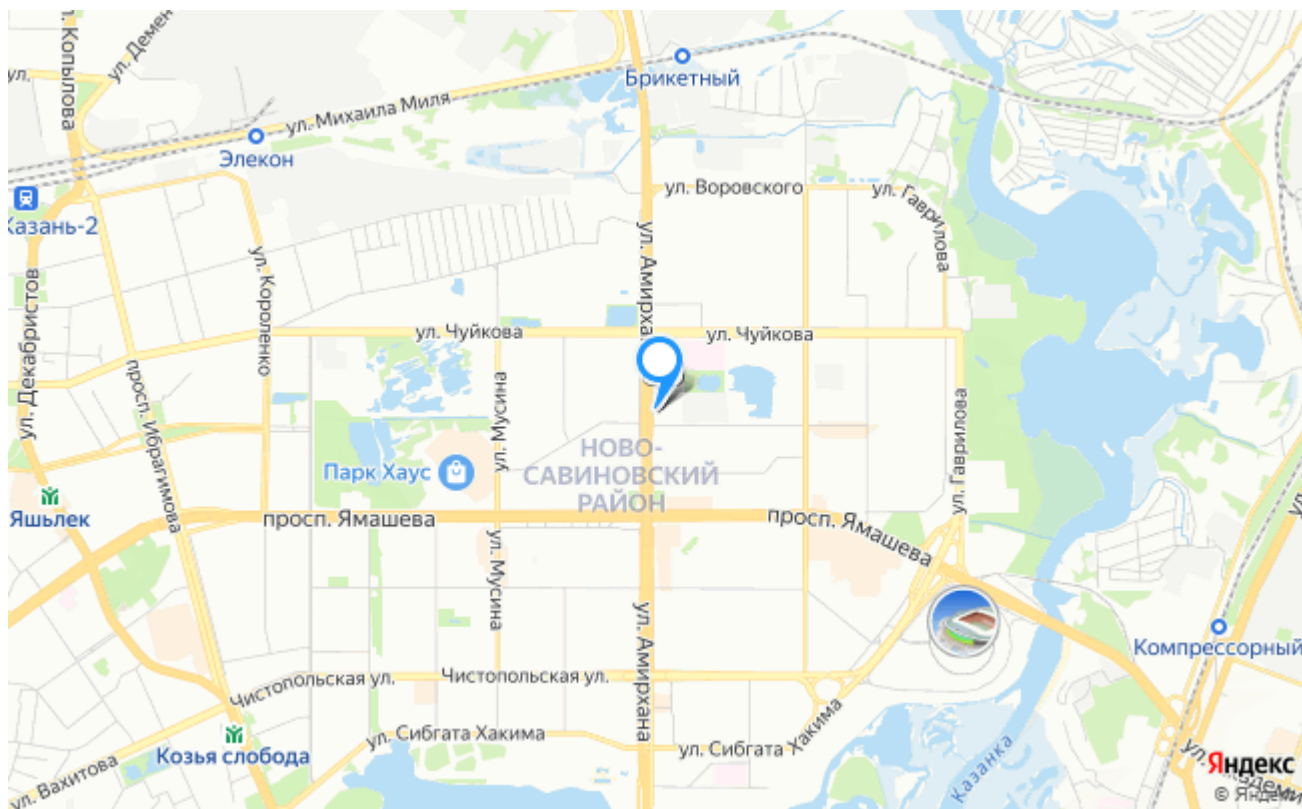 л. Копылова
ул. Демен
Брикетный
ул.
ул. Михаила Миля
Элекон
ул. Воровского
ул. Гаврилова
Казань-2
ул. Амирха
ул. Короленко
ул. Декабристов
ул. Чуйкова
ул. Чуйкова
просп. Ибрагимова
ул. Мусина
ул. Гаврилова
НОВО-
САВИНОВСКИЙ
РАЙОН
Парк Хаус
Яшьлек
просп. Ямашева
просп. Ямашева
ул. Мусина
ул. Амирхана
Компрессорный
Чистопольская ул.
Чистопольская ул.
Козья слобода
ул. Сибгата Хакима
ул. Сибгата Хакима
ул. Вахитова
Казанка
Яндекс